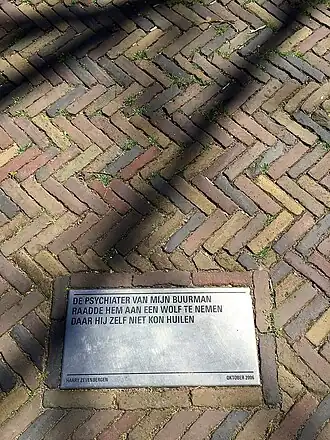 DE PSYCHIATER VAN MIJN BUURMAN
RAADDE HEM AAN EEN WOLF TE NEMEN
DAAR HIJ ZELF NIET KON HUILEN
HARRY ZEVENBERGEN OKTOBER 2006